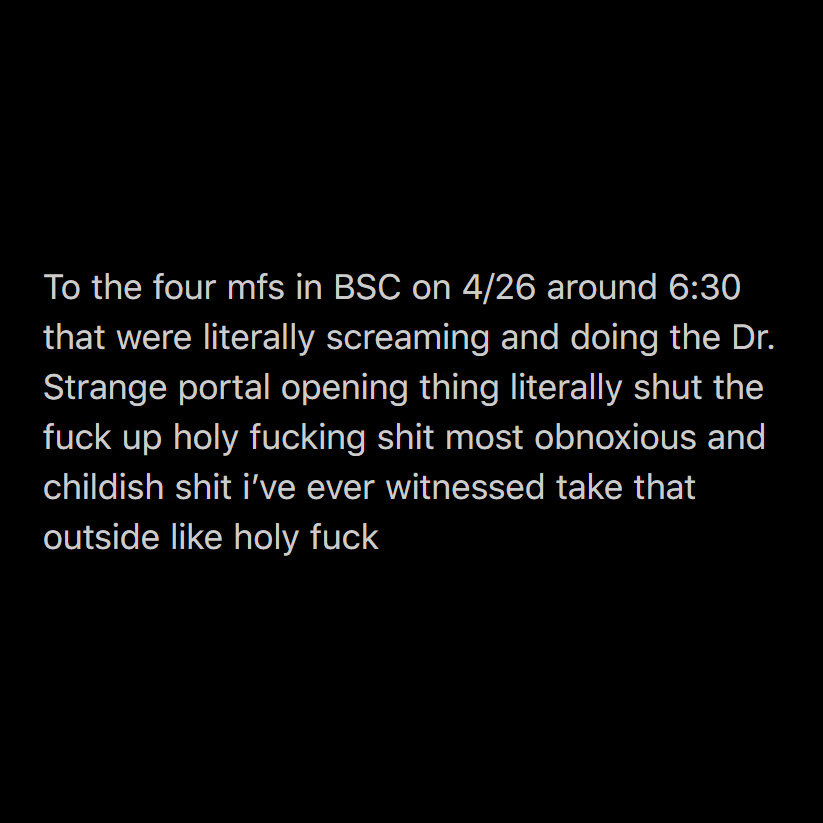 To the four mfs in BSC on 4/26 around 6:30
that were literally screaming and doing the Dr.
Strange portal opening thing literally shut the
fuck up holy fucking shit most obnoxious and
childish shit i’ve ever witnessed take that
outside like holy fuck